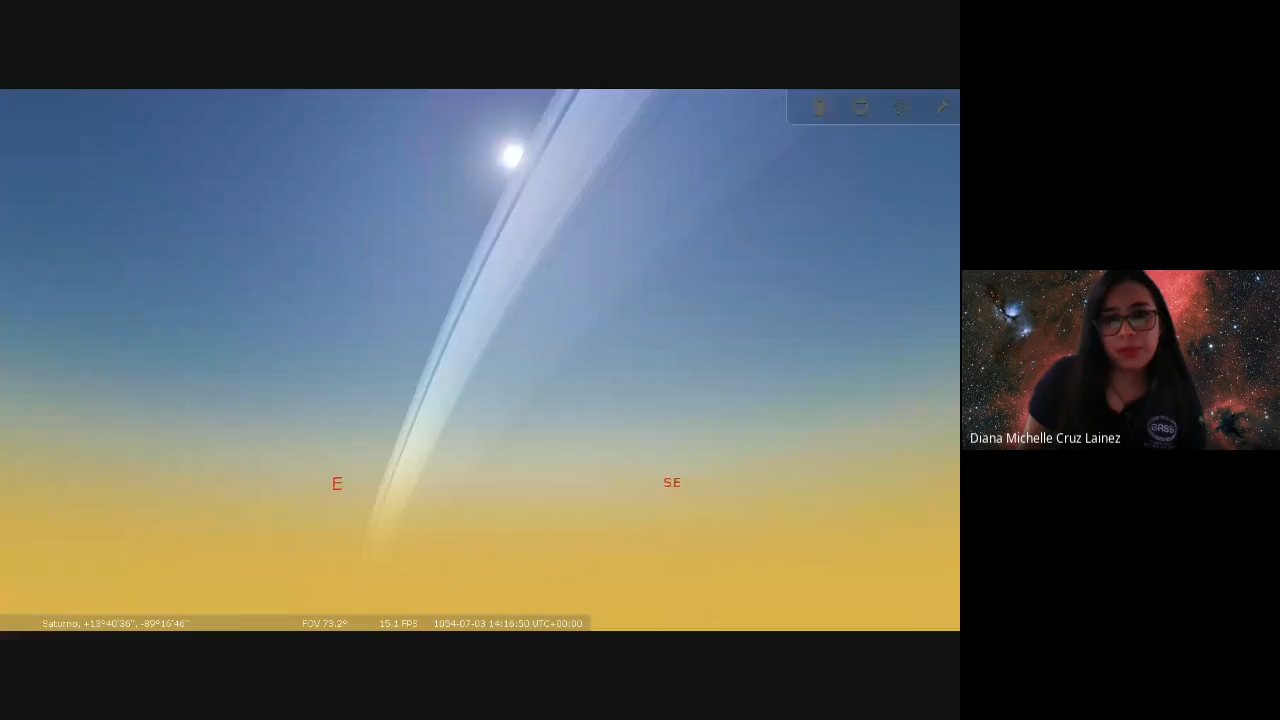 E
SE
Saturno, +13°40'36", -89°16'46"
FOV 73.2°
15.1 FPS
1054-07-03 14:16:50 UTC+00:00
Diana Michelle Cruz Lainez